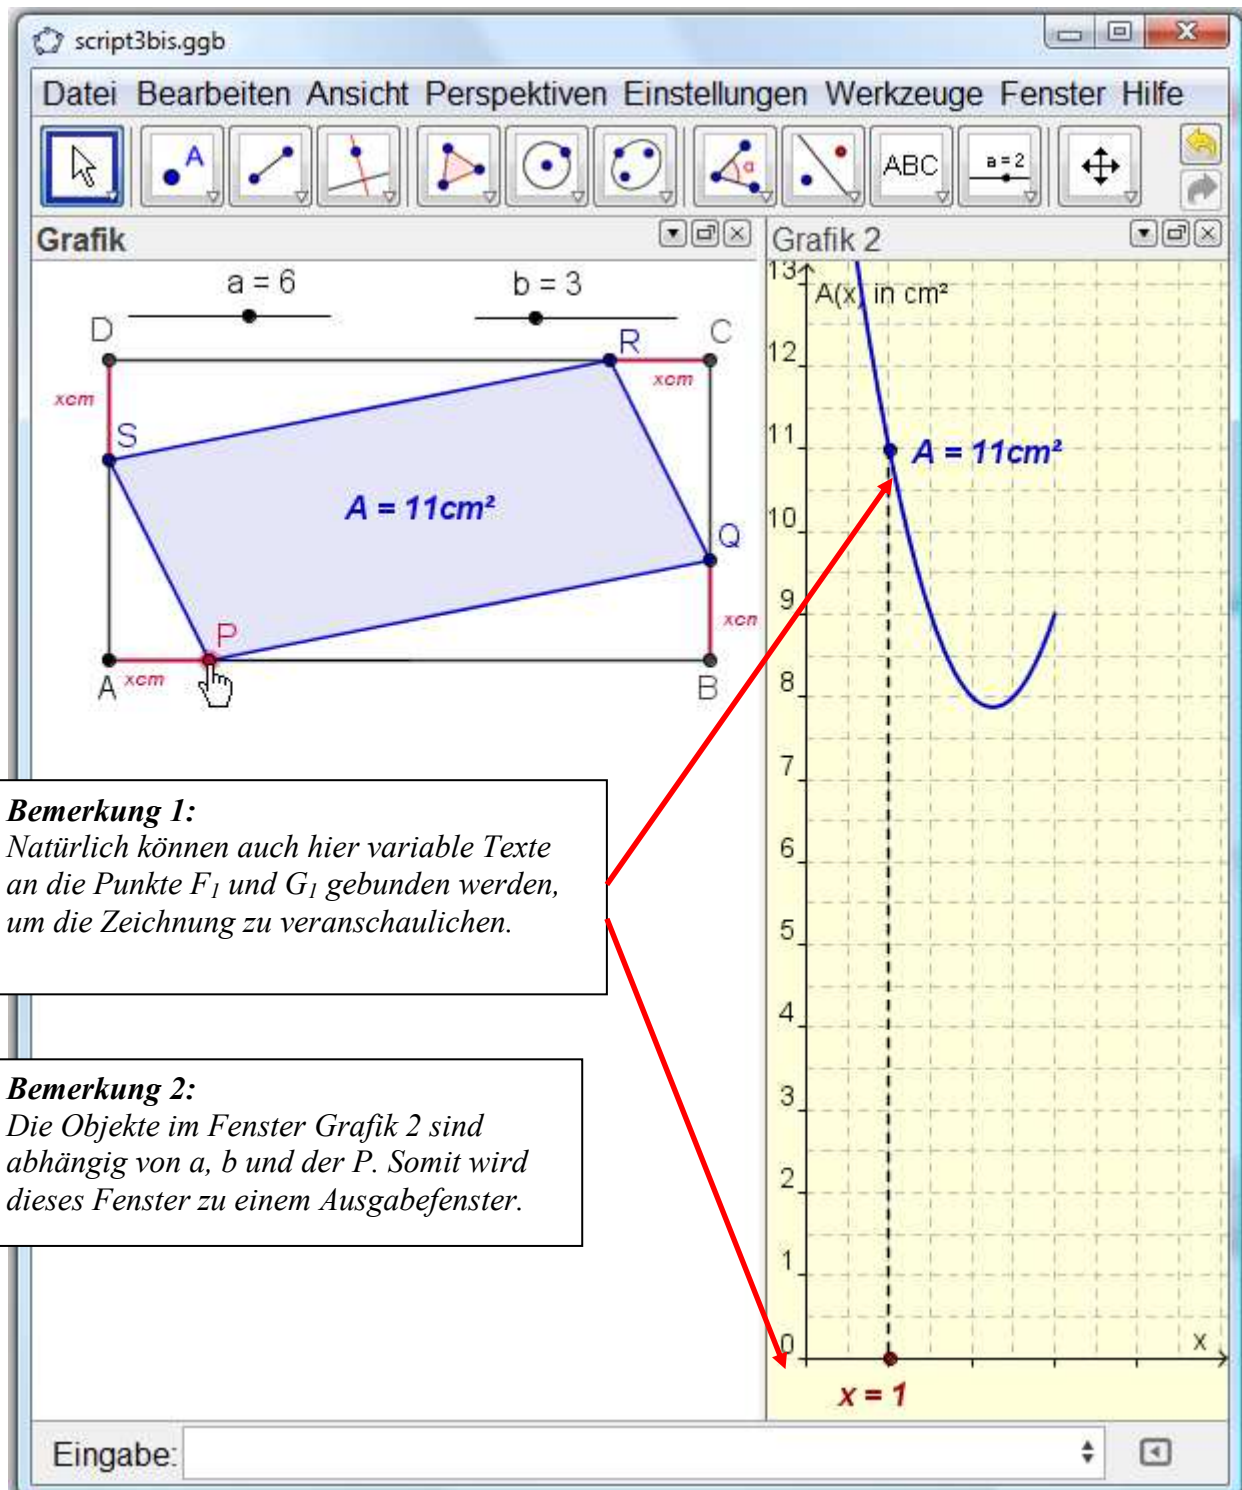 script3bis.ggb
Datei Bearbeiten Ansicht Perspektiven Einstellungen Werkzeuge Fenster Hilfe
A
α
ABC
a = 2
Grafik
Grafik 2
a = 6
b = 3
D
R
C
xcm
xcm
S
A = 11cm²
Q
P
xcn
A
xcm
B
13
A(x) in cm²
12
11
A = 11cm²
10
9
8
7
6
5
4
3
2
1
0
x
x = 1
Bemerkung 1:
Natürlich können auch hier variable Texte
an die Punkte F1 und G1 gebunden werden,
um die Zeichnung zu veranschaulichen.
Bemerkung 2:
Die Objekte im Fenster Grafik 2 sind
abhängig von a, b und der P. Somit wird
dieses Fenster zu einem Ausgabefenster.
Eingabe: